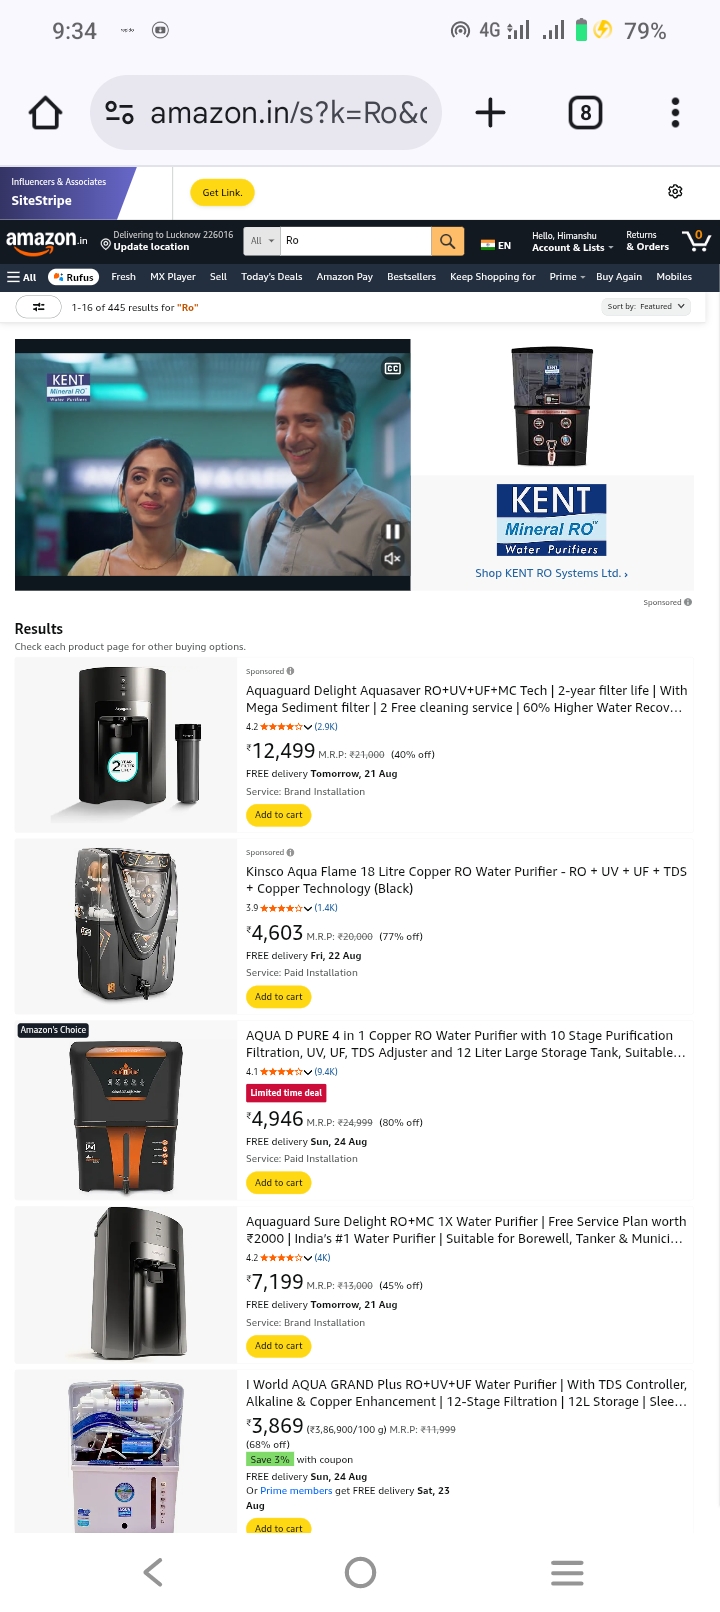 9:34
4G
79%
amazon.in/s?k=Ro&c
8
Influencers & Associates
SiteStripe
Get Link.
amazon.in
Delivering to Lucknow 226016
Update location
All
Ro
EN
Hello, Himanshu
Account & Lists
Returns
& Orders
0
All
Rufus
Fresh
MX Player
Sell
Today's Deals
Amazon Pay
Bestsellers
Keep Shopping for
Prime
Buy Again
Mobiles
1-16 of 445 results for "Ro"
Sort by: Featured
KENT
Mineral RO
Water Purifiers
CC
KENT
Mineral RO™
Water Purifiers
Shop KENT RO Systems Ltd. ›
Sponsored
Results
Check each product page for other buying options.
Sponsored
Aquaguard Delight Aquasaver RO+UV+UF+MC Tech | 2-year filter life | With
Mega Sediment filter | 2 Free cleaning service | 60% Higher Water Recov...
4.2 (2.9K)
₹12,499 M.R.P: ₹21,000 (40% off)
FREE delivery Tomorrow, 21 Aug
Service: Brand Installation
Add to cart
Sponsored
Kinsco Aqua Flame 18 Litre Copper RO Water Purifier - RO + UV + UF + TDS
+ Copper Technology (Black)
3.9 (1.4K)
₹4,603 M.R.P: ₹20,000 (77% off)
FREE delivery Fri, 22 Aug
Service: Paid Installation
Add to cart
Amazon's Choice
AQUA D PURE 4 in 1 Copper RO Water Purifier with 10 Stage Purification
Filtration, UV, UF, TDS Adjuster and 12 Liter Large Storage Tank, Suitable...
4.1 (9.4K)
Limited time deal
₹4,946 M.R.P: ₹24,999 (80% off)
FREE delivery Sun, 24 Aug
Service: Paid Installation
Add to cart
Aquaguard Sure Delight RO+MC 1X Water Purifier | Free Service Plan worth
₹2000 | India's #1 Water Purifier | Suitable for Borewell, Tanker & Munici...
4.2 (4K)
₹7,199 M.R.P: ₹13,000 (45% off)
FREE delivery Tomorrow, 21 Aug
Service: Brand Installation
Add to cart
I World AQUA GRAND Plus RO+UV+UF Water Purifier | With TDS Controller,
Alkaline & Copper Enhancement | 12-Stage Filtration | 12L Storage | Slee...
₹3,869 (₹3,86,900/100 g) M.R.P: ₹11,999
(68% off)
Save 3% with coupon
FREE delivery Sun, 24 Aug
Or Prime members get FREE delivery Sat, 23
Aug
Add to cart